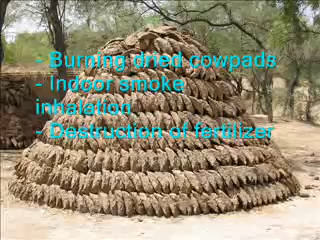 - Burning dried cowpads
- Indoor smoke
inhalation
- Destruction of fertilizer